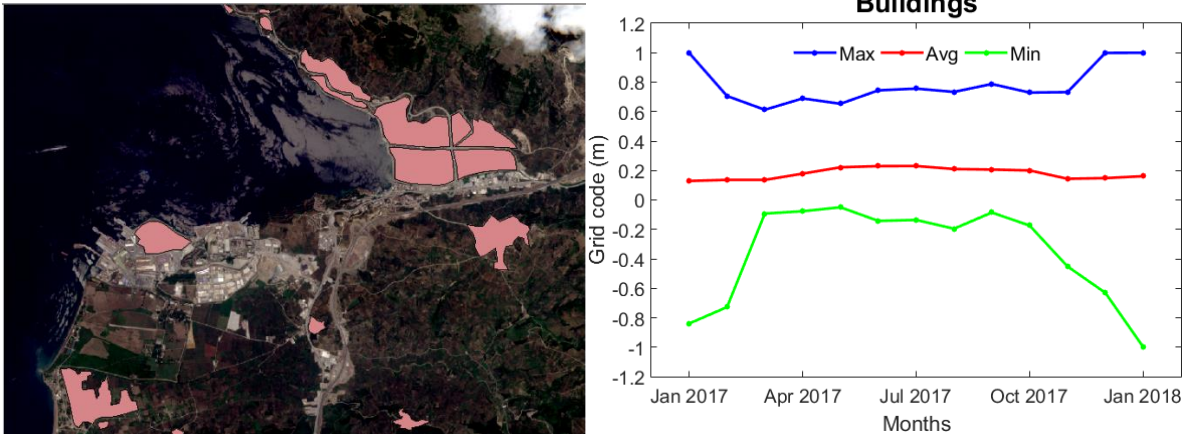 Buildings
1.2
1
0.8
0.6
0.4
0.2
0
-0.2
-0.4
-0.6
-0.8
-1
-1.2
Grid code (m)
Max Avg Min
Jan 2017 Apr 2017 Jul 2017 Oct 2017 Jan 2018
Months